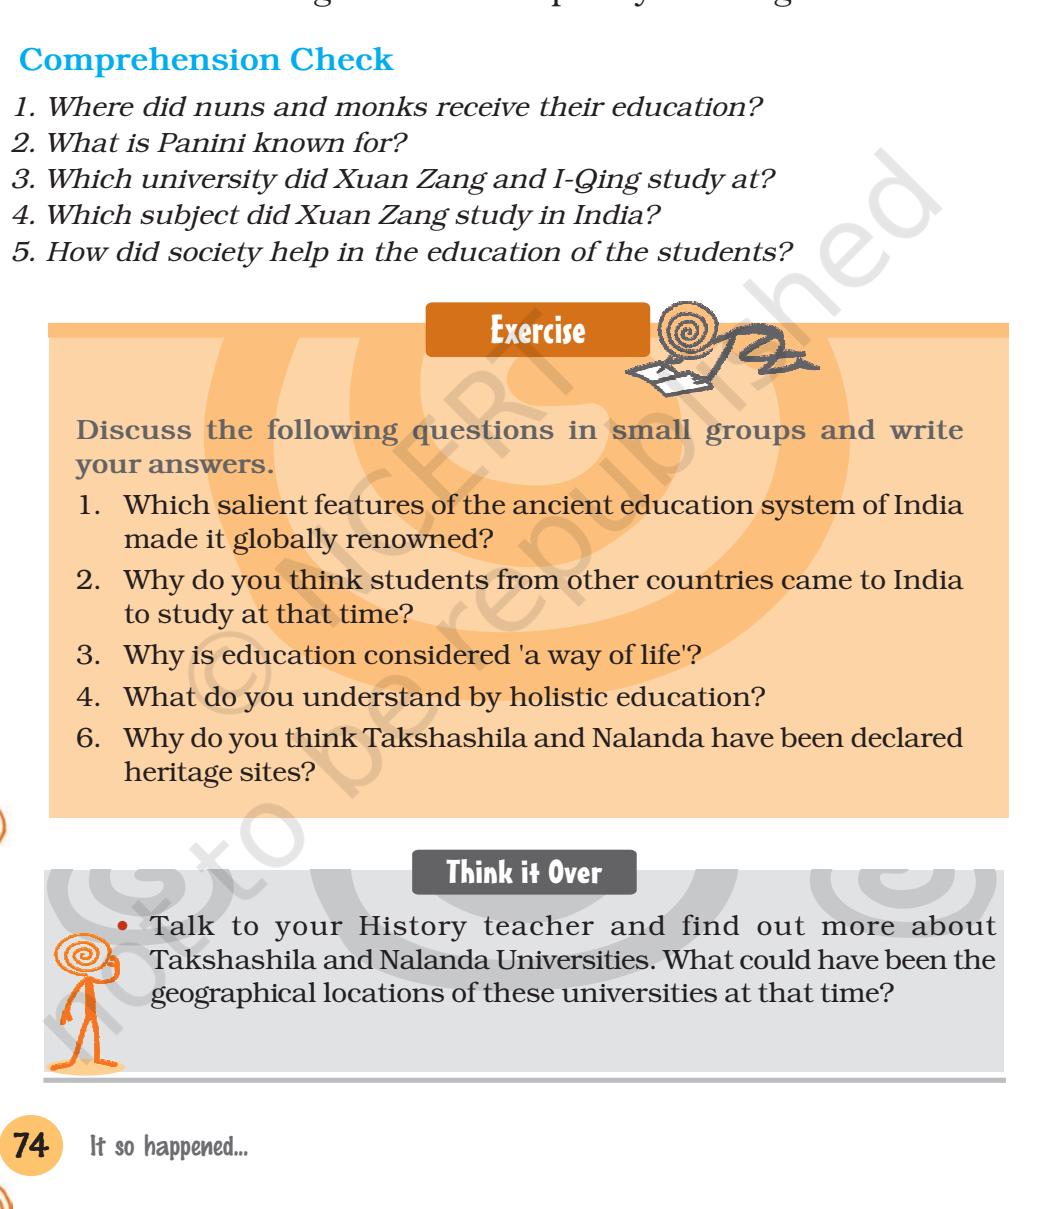 Comprehension Check
1. Where did nuns and monks receive their education?
2. What is Panini known for?
3. Which university did Xuan Zang and I-Qing study at?
4. Which subject did Xuan Zang study in India?
5. How did society help in the education of the students?
Exercise
Discuss the following questions in small groups and write
your answers.
1. Which salient features of the ancient education system of India
made it globally renowned?
2. Why do you think students from other countries came to India
to study at that time?
3. Why is education considered 'a way of life'?
4. What do you understand by holistic education?
6. Why do you think Takshashila and Nalanda have been declared
heritage sites?
Think it Over
• Talk to your History teacher and find out more about
Takshashila and Nalanda Universities. What could have been the
geographical locations of these universities at that time?
74 It so happened...
© NCERT
not to be republished